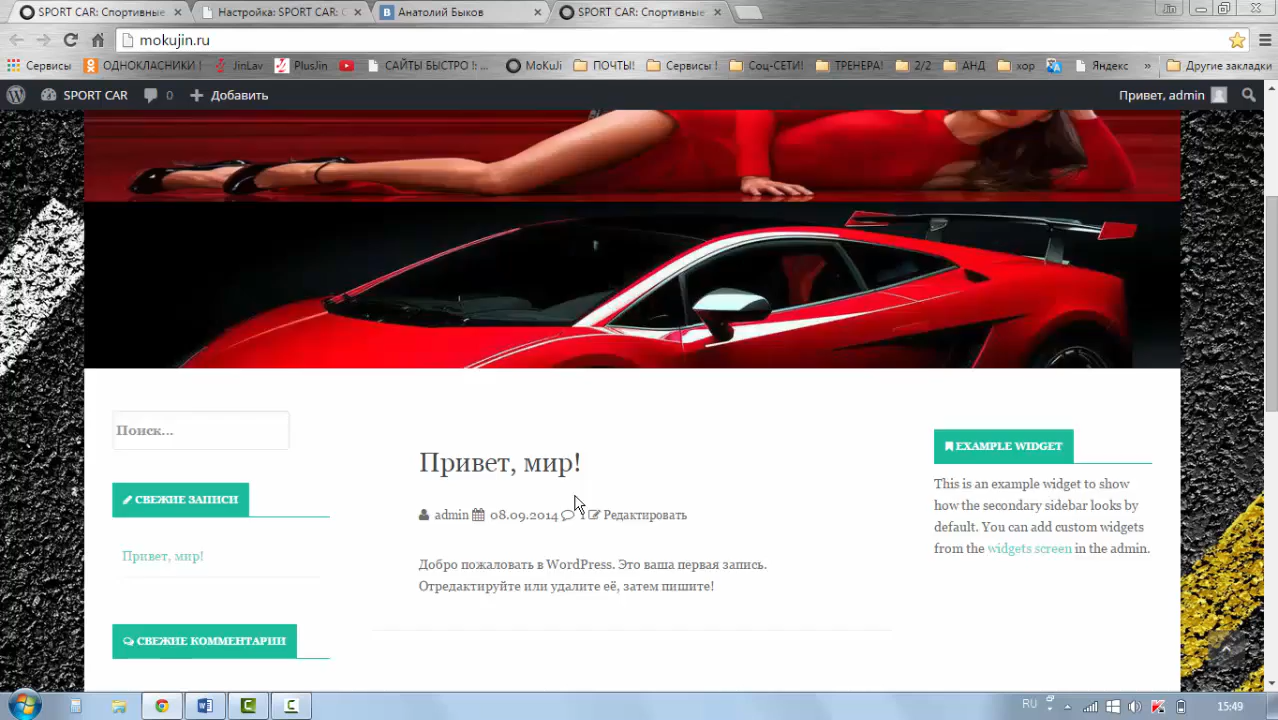 SPORT CAR: Спортивные
Настройка: SPORT CAR: С
Анатолий Быков
SPORT CAR: Спортивные
Jin
mokujin.ru
Сервисы
ОДНОКЛАСНИКИ !
JinLav
PlusJin
САЙТЫ БЫСТРО !: ...
MoKuJi
ПОЧТЫ!
Сервисы !
Соц-СЕТИ!
ТРЕНЕРА!
2/2
АНД
хор
Яндекс
»
Другие закладки
SPORT CAR
0
Добавить
Привет, admin
Поиск...
СВЕЖИЕ ЗАПИСИ
Привет, мир!
СВЕЖИЕ КОММЕНТАРИИ
Привет, мир!
admin 08.09.2014 1 Редактировать
Добро пожаловать в WordPress. Это ваша первая запись.
Отредактируйте или удалите её, затем пишите!
EXAMPLE WIDGET
This is an example widget to show
how the secondary sidebar looks by
default. You can add custom widgets
from the widgets screen in the admin.
RU
15:49